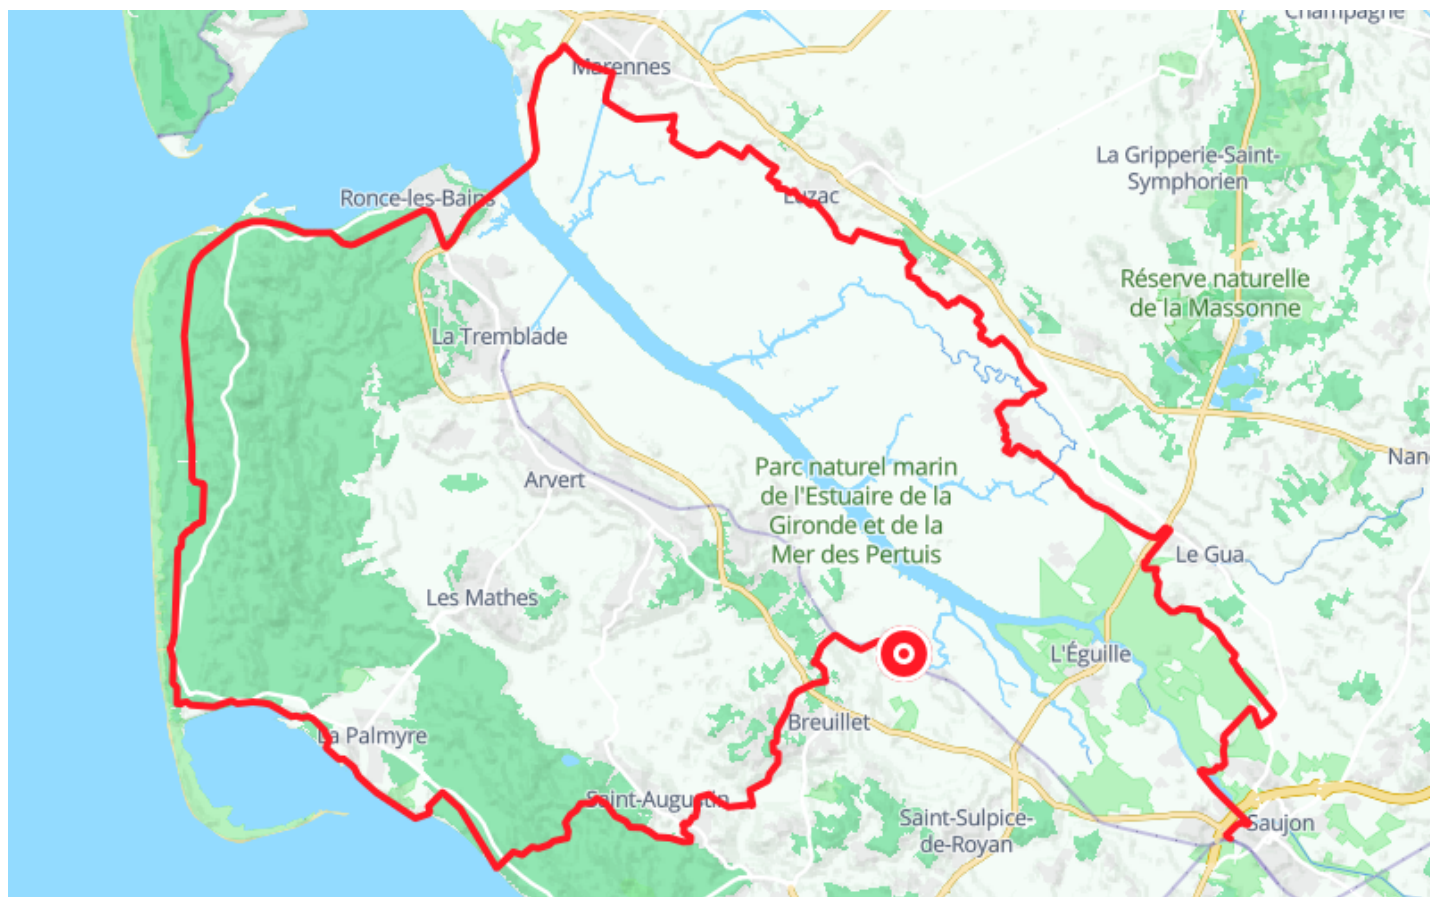 Champagne
Marennes
La Gripperie-Saint-
Symphorien
Ronce-les-Bains
Luzac
Réserve naturelle
de la Massonne
La Tremblade
Nan
Parc naturel marin
de l'Estuaire de la
Gironde et de la
Mer des Pertuis
Arvert
Le Gua
Les Mathes
L'Éguille
Breuillet
La Palmyre
Saint-Augustin
Saint-Sulpice-
de-Royan
Saujon